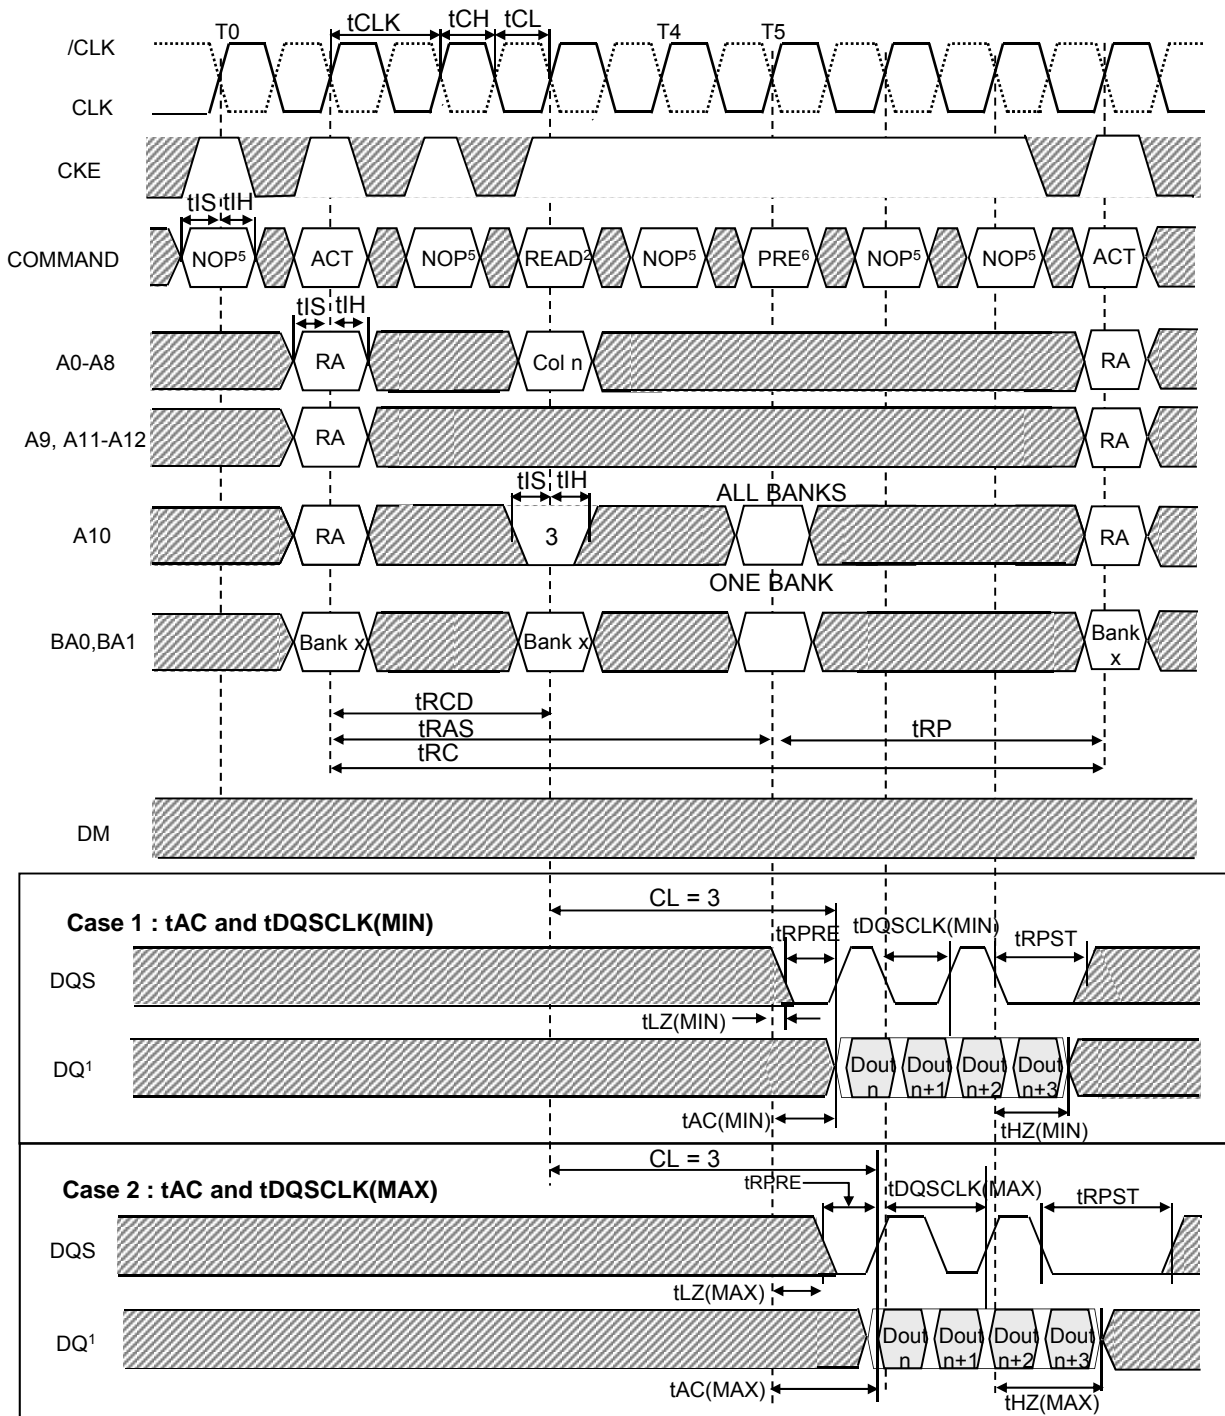 tCLK tCH tCL
/CLK T0 T4 T5
CLK
CKE
tIS tIH
COMMAND NOP5 ACT NOP5 READ2 NOP5 PRE6 NOP5 NOP5 ACT
tIS tIH
A0-A8 RA Col n RA
A9, A11-A12 RA RA
tIS tIH ALL BANKS
A10 RA 3 RA
ONE BANK
BA0,BA1 Bank x Bank x Bank x
tRCD
tRAS tRP
tRC
DM
CL = 3
Case 1 : tAC and tDQSCLK(MIN)
tRPRE tDQSCLK(MIN) tRPST
DQS
tLZ(MIN)
DQ1 Dout n Dout n+1 Dout n+2 Dout n+3
tAC(MIN) tHZ(MIN)
CL = 3
Case 2 : tAC and tDQSCLK(MAX)
tRPRE tDQSCLK(MAX) tRPST
DQS
tLZ(MAX)
DQ1 Dout n Dout n+1 Dout n+2 Dout n+3
tAC(MAX) tHZ(MAX)